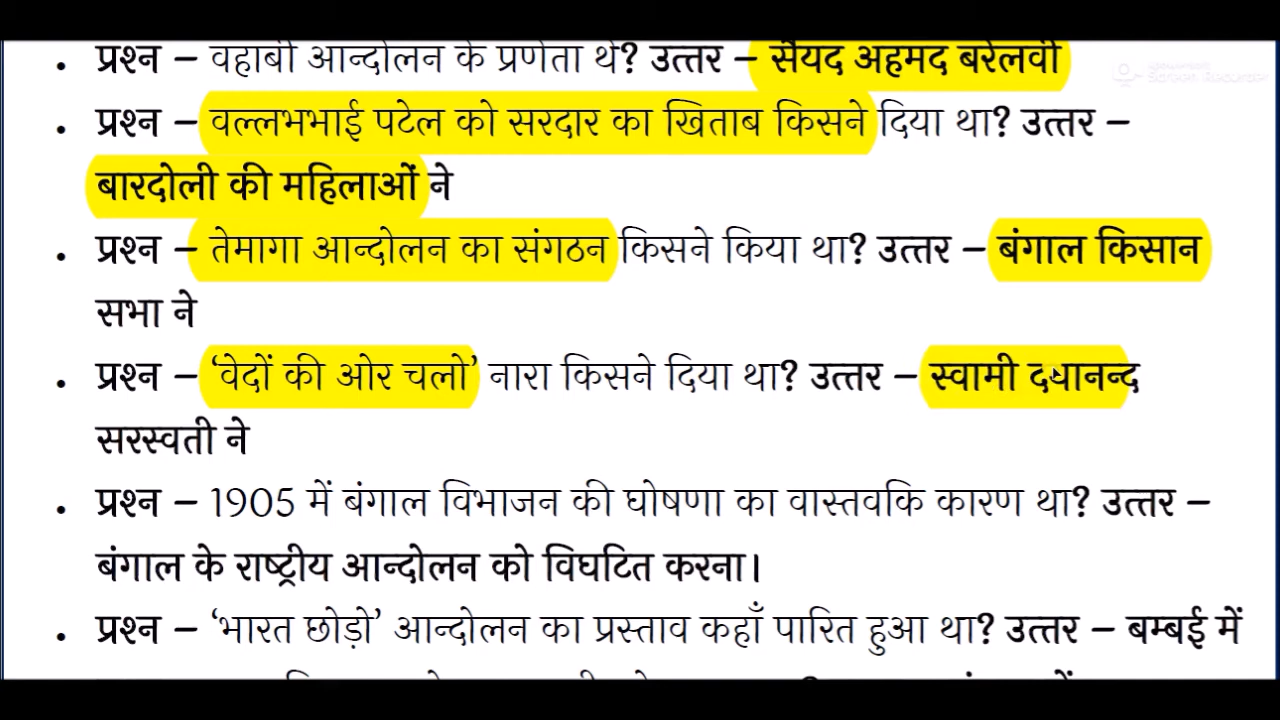 • प्रश्न – वहाबी आन्दोलन के प्रणेता थे? उत्तर – सैयद अहमद बरेलवी
• प्रश्न – वल्लभभाई पटेल को सरदार का खिताब किसने दिया था? उत्तर –
बारदोली की महिलाओं ने
• प्रश्न – तेमागा आन्दोलन का संगठन किसने किया था? उत्तर – बंगाल किसान
सभा ने
• प्रश्न – ‘वेदों की ओर चलो’ नारा किसने दिया था? उत्तर – स्वामी दयानन्द
सरस्वती ने
• प्रश्न – 1905 में बंगाल विभाजन की घोषणा का वास्तवकि कारण था? उत्तर –
बंगाल के राष्ट्रीय आन्दोलन को विघटित करना।
• प्रश्न – ‘भारत छोड़ो’ आन्दोलन का प्रस्ताव कहाँ पारित हुआ था? उत्तर – बम्बई में